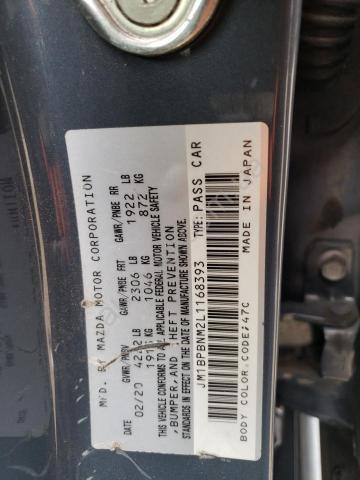 MFD. BY MAZDA MOTOR CORPORATION
DATE GVWR/PNBV GAWR/PNBE FRT GAWR/PNBE RR
02/20 LB 2306 LB 1922 LB
KG 1046 KG 872 KG
THIS VEHICLE CONFORMS TO ALL APPLICABLE FEDERAL MOTOR VEHICLE SAFETY
,BUMPER,AND THEFT PREVENTION
STANDARDS IN EFFECT ON THE DATE OF MANUFACTURE SHOWN ABOVE.
JM1BPBNM2L1168393 TYPE: PASS CAR
BODY COLOR CODE:47C MADE IN JAPAN